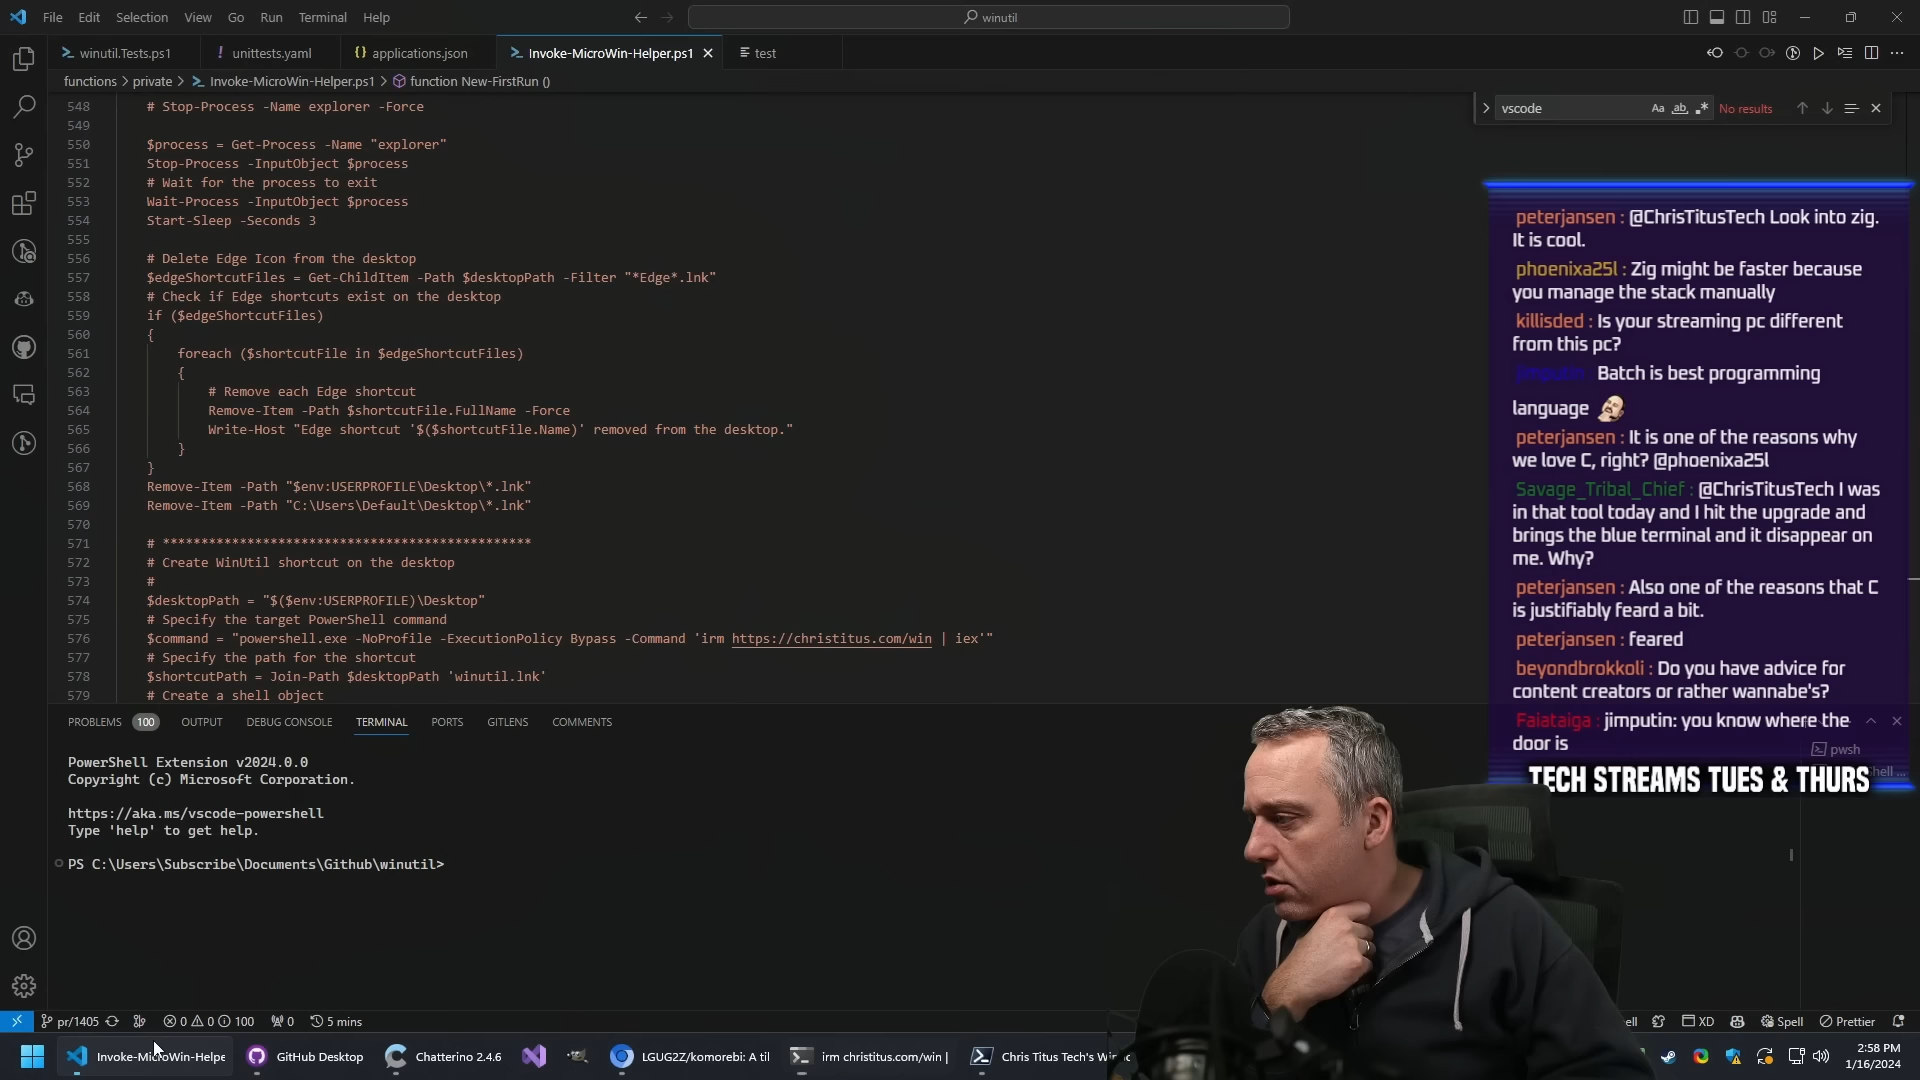 File Edit Selection View Go Run Terminal Help
winutil
winutil.Tests.ps1
unittests.yaml
applications.json
Invoke-MicroWin-Helper.ps1
test
functions > private > Invoke-MicroWin-Helper.ps1 > function New-FirstRun ()
vscode
No results
548 # Stop-Process -Name explorer -Force
549
550 $process = Get-Process -Name "explorer"
551 Stop-Process -InputObject $process
552 # Wait for the process to exit
553 Wait-Process -InputObject $process
554 Start-Sleep -Seconds 3
555
556 # Delete Edge Icon from the desktop
557 $edgeShortcutFiles = Get-ChildItem -Path $desktopPath -Filter "*Edge*.lnk"
558 # Check if Edge shortcuts exist on the desktop
559 if ($edgeShortcutFiles)
560 {
561 foreach ($shortcutFile in $edgeShortcutFiles)
562 {
563 # Remove each Edge shortcut
564 Remove-Item -Path $shortcutFile.FullName -Force
565 Write-Host "Edge shortcut '$($shortcutFile.Name)' removed from the desktop."
566 }
567 }
568 Remove-Item -Path "$env:USERPROFILE\Desktop\*.lnk"
569 Remove-Item -Path "C:\Users\Default\Desktop\*.lnk"
570
571 # ************************************************
572 # Create WinUtil shortcut on the desktop
573 #
574 $desktopPath = "$($env:USERPROFILE)\Desktop"
575 # Specify the target PowerShell command
576 $command = "powershell.exe -NoProfile -ExecutionPolicy Bypass -Command 'irm https://christitus.com/win | iex'"
577 # Specify the path for the shortcut
578 $shortcutPath = Join-Path $desktopPath 'winutil.lnk'
579 # Create a shell object
peterjansen : @ChrisTitusTech Look into zig.
It is cool.
phoenixa25l : Zig might be faster because
you manage the stack manually
killisded : Is your streaming pc different
from this pc?
jimputin : Batch is best programming
language
peterjansen : It is one of the reasons why
we love C, right? @phoenixa25l
Savage_Tribal_Chief : @ChrisTitusTech I was
in that tool today and I hit the upgrade and
brings the blue terminal and it disappear on
me. Why?
peterjansen : Also one of the reasons that C
is justifiably feard a bit.
peterjansen : feared
beyondbrokkoli : Do you have advice for
content creators or rather wannabe's?
Faiataiga : jimputin: you know where the
door is
TECH STREAMS TUES & THURS
PROBLEMS 100 OUTPUT DEBUG CONSOLE TERMINAL PORTS GITLENS COMMENTS
pwsh
PowerShell Extension v2024.0.0
Copyright (c) Microsoft Corporation.
https://aka.ms/vscode-powershell
Type 'help' to get help.
PS C:\Users\Subscribe\Documents\Github\winutil>
pr/1405 0 0 100 0 5 mins
XD Spell Prettier
Invoke-MicroWin-Helpe
GitHub Desktop
Chatterino 2.4.6
LGUG2Z/komorebi: A til
irm christitus.com/win |
Chris Titus Tech's Win
2:58 PM
1/16/2024